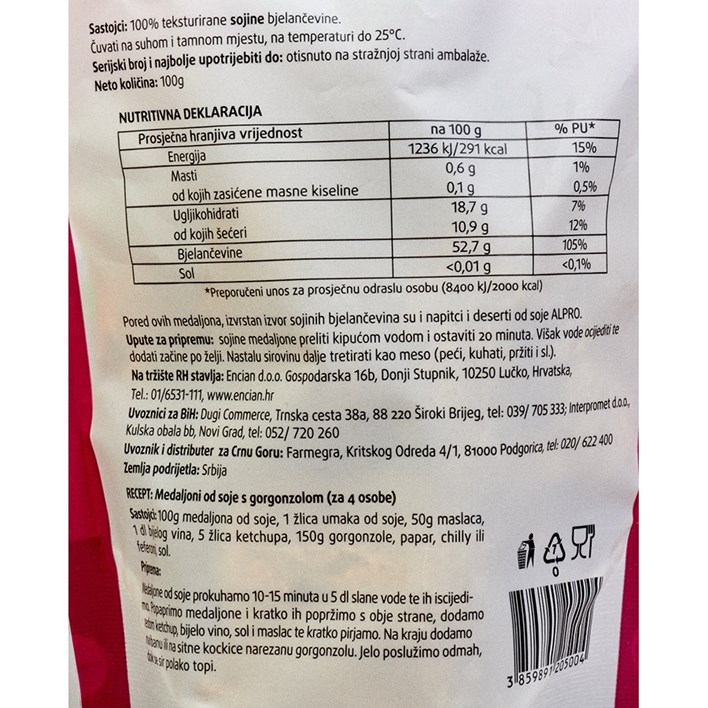 Sastojci: 100% teksturirane sojine bjelančevine.
Čuvati na suhom i tamnom mjestu, na temperaturi do 25°C.
Serijski broj i najbolje upotrijebiti do: otisnuto na stražnjoj strani ambalaže.
Neto količina: 100g
NUTRITIVNA DEKLARACIJA
Prosječna hranjiva vrijednost na 100 g % PU*
Energija 1236 kJ/291 kcal 15%
Masti 0,6 g 1%
od kojih zasićene masne kiseline 0,1 g 0,5%
Ugljikohidrati 18,7 g 7%
od kojih šećeri 10,9 g 12%
Bjelančevine 52,7 g 105%
Sol <0,01 g <0,1%
*Preporučeni unos za prosječnu odraslu osobu (8400 kJ/2000 kcal)
Pored ovih medaljona, izvrstan izvor sojinih bjelančevina su i napitci i deserti od soje ALPRO.
Upute za pripremu: sojine medaljone preliti kipućom vodom i ostaviti 20 minuta. Višak vode ocijediti te
dodati začine po želji. Nastalu sirovinu dalje tretirati kao meso (peći, kuhati, pržiti i sl.).
Na tržište RH stavlja: Encian d.o.o. Gospodarska 16b, Donji Stupnik, 10250 Lučko, Hrvatska,
Tel.: 01/6531-111, www.encian.hr
Uvoznici za BiH: Dugi Commerce, Trnska cesta 38a, 88 220 Široki Brijeg, tel: 039/ 705 333; Interpromet d.o.o.,
Kulska obala bb, Novi Grad, tel: 052/ 720 260
Uvoznik i distributer za Crnu Goru: Farmegra, Kritskog Odreda 4/1, 81000 Podgorica, tel: 020/ 622 400
Zemlja podrijetla: Srbija
RECEPT: Medaljoni od soje s gorgonzolom (za 4 osobe)
Sastojci: 100g medaljona od soje, 1 žlica umaka od soje, 50g maslaca,
1 dl bijelog vina, 5 žlica ketchupa, 150g gorgonzole, papar, chilly ili
feferoni, sol.
Priprema:
Medaljone od soje prokuhamo 10-15 minuta u 5 dl slane vode te ih iscijedi-
mo. Popaprimo medaljone i kratko ih popržimo s obje strane, dodamo
ketchup, bijelo vino, sol i maslac te kratko pirjamo. Na kraju dodamo
ili na sitne kockice narezanu gorgonzolu. Jelo poslužimo odmah,
dok se sir polako topi.
7
0
3 859891 205004